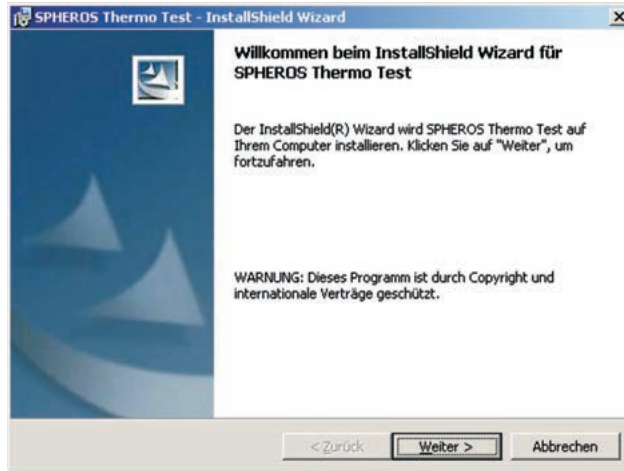 SPHEROS Thermo Test - InstallShield Wizard
Willkommen beim InstallShield Wizard für
SPHEROS Thermo Test
Der InstallShield(R) Wizard wird SPHEROS Thermo Test auf
Ihrem Computer installieren. Klicken Sie auf "Weiter", um
fortzufahren.
WARNUNG: Dieses Programm ist durch Copyright und
internationale Verträge geschützt.
< Zurück
Weiter >
Abbrechen